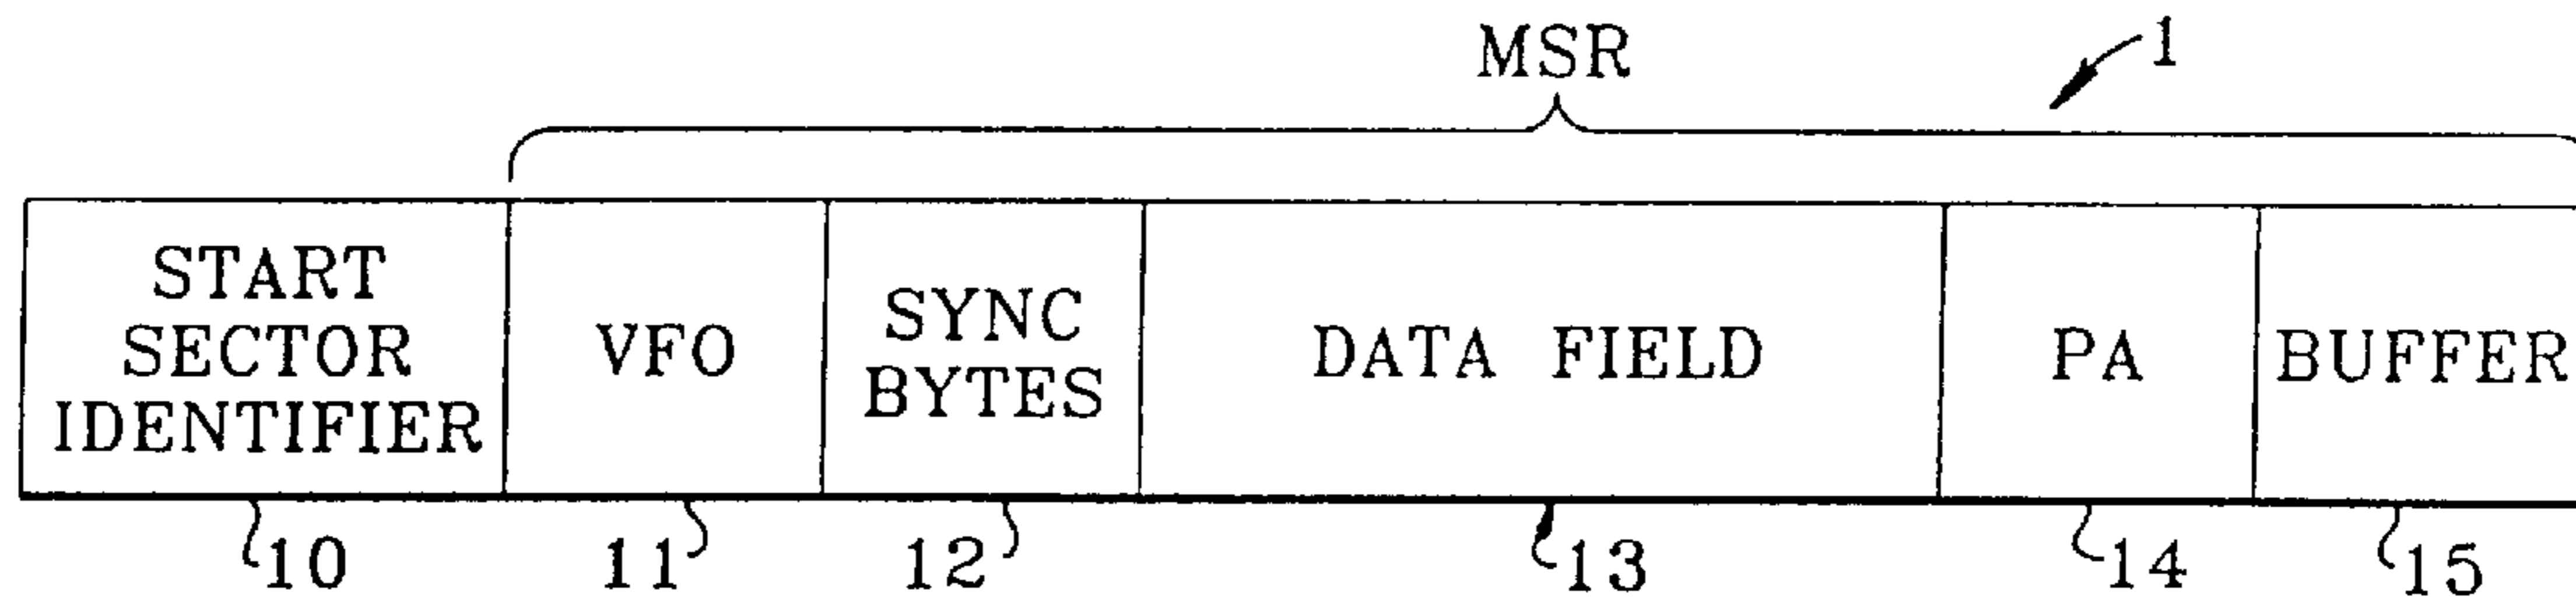 MSR
1
START
SECTOR
IDENTIFIER
VFO
SYNC
BYTES
DATA FIELD
PA
BUFFER
10
11
12
13
14
15